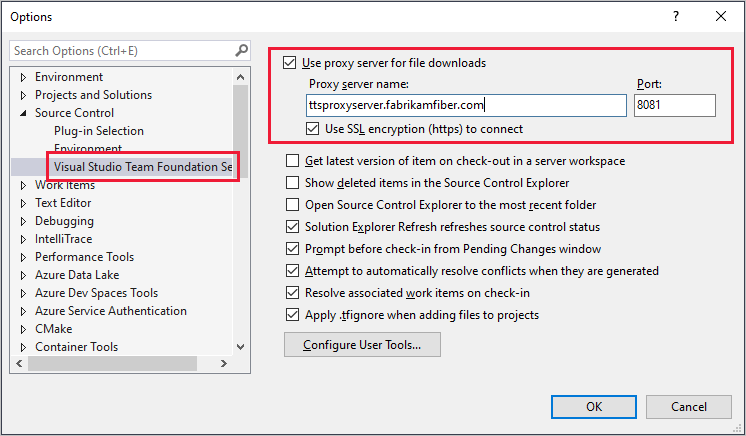 Options
Search Options (Ctrl+E)
Environment
Projects and Solutions
Source Control
Plug-in Selection
Environment
Visual Studio Team Foundation Se
Work Items
Text Editor
Debugging
IntelliTrace
Performance Tools
Azure Data Lake
Azure Dev Spaces Tools
Azure Service Authentication
CMake
Container Tools
Use proxy server for file downloads
Proxy server name:
Port:
ttsproxyserver.fabrikamfiber.com
8081
Use SSL encryption (https) to connect
Get latest version of item on check-out in a server workspace
Show deleted items in the Source Control Explorer
Open Source Control Explorer to the most recent folder
Solution Explorer Refresh refreshes source control status
Prompt before check-in from Pending Changes window
Attempt to automatically resolve conflicts when they are generated
Resolve associated work items on check-in
Apply .tfignore when adding files to projects
Configure User Tools...
OK
Cancel